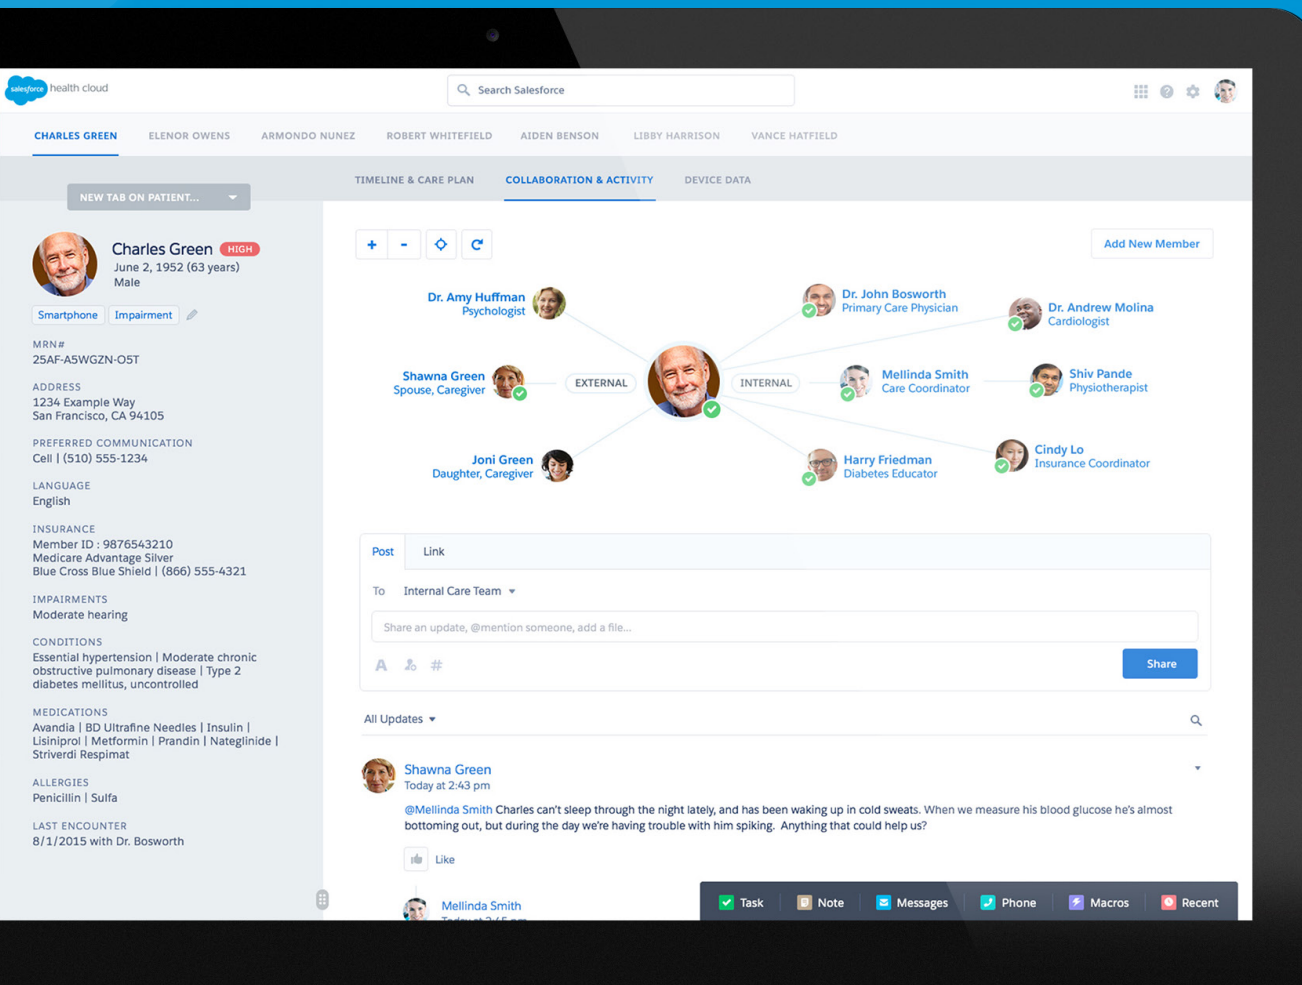 salesforce health cloud
Search Salesforce
CHARLES GREEN ELENOR OWENS ARMONDO NUNEZ ROBERT WHITEFIELD AIDEN BENSON LIBBY HARRISON VANCE HATFIELD
NEW TAB ON PATIENT...
TIMELINE & CARE PLAN COLLABORATION & ACTIVITY DEVICE DATA
Charles Green HIGH
June 2, 1952 (63 years)
Male
Smartphone Impairment
MRN#
25AF-A5WGZN-O5T
ADDRESS
1234 Example Way
San Francisco, CA 94105
PREFERRED COMMUNICATION
Cell | (510) 555-1234
LANGUAGE
English
INSURANCE
Member ID : 9876543210
Medicare Advantage Silver
Blue Cross Blue Shield | (866) 555-4321
IMPAIRMENTS
Moderate hearing
CONDITIONS
Essential hypertension | Moderate chronic
obstructive pulmonary disease | Type 2
diabetes mellitus, uncontrolled
MEDICATIONS
Avandia | BD Ultrafine Needles | Insulin |
Lisiniprol | Metformin | Prandin | Nateglinide |
Striverdi Respimat
ALLERGIES
Penicillin | Sulfa
LAST ENCOUNTER
8/1/2015 with Dr. Bosworth
+ -
Add New Member
Dr. Amy Huffman
Psychologist
Shawna Green
Spouse, Caregiver
Joni Green
Daughter, Caregiver
EXTERNAL
INTERNAL
Dr. John Bosworth
Primary Care Physician
Dr. Andrew Molina
Cardiologist
Mellinda Smith
Care Coordinator
Shiv Pande
Physiotherapist
Harry Friedman
Diabetes Educator
Cindy Lo
Insurance Coordinator
Post Link
To Internal Care Team
Share an update, @mention someone, add a file...
A #
Share
All Updates
Shawna Green
Today at 2:43 pm
@Mellinda Smith Charles can't sleep through the night lately, and has been waking up in cold sweats. When we measure his blood glucose he's almost
bottoming out, but during the day we're having trouble with him spiking. Anything that could help us?
Like
Mellinda Smith
Today at 2:45 pm
Task Note Messages Phone Macros Recent